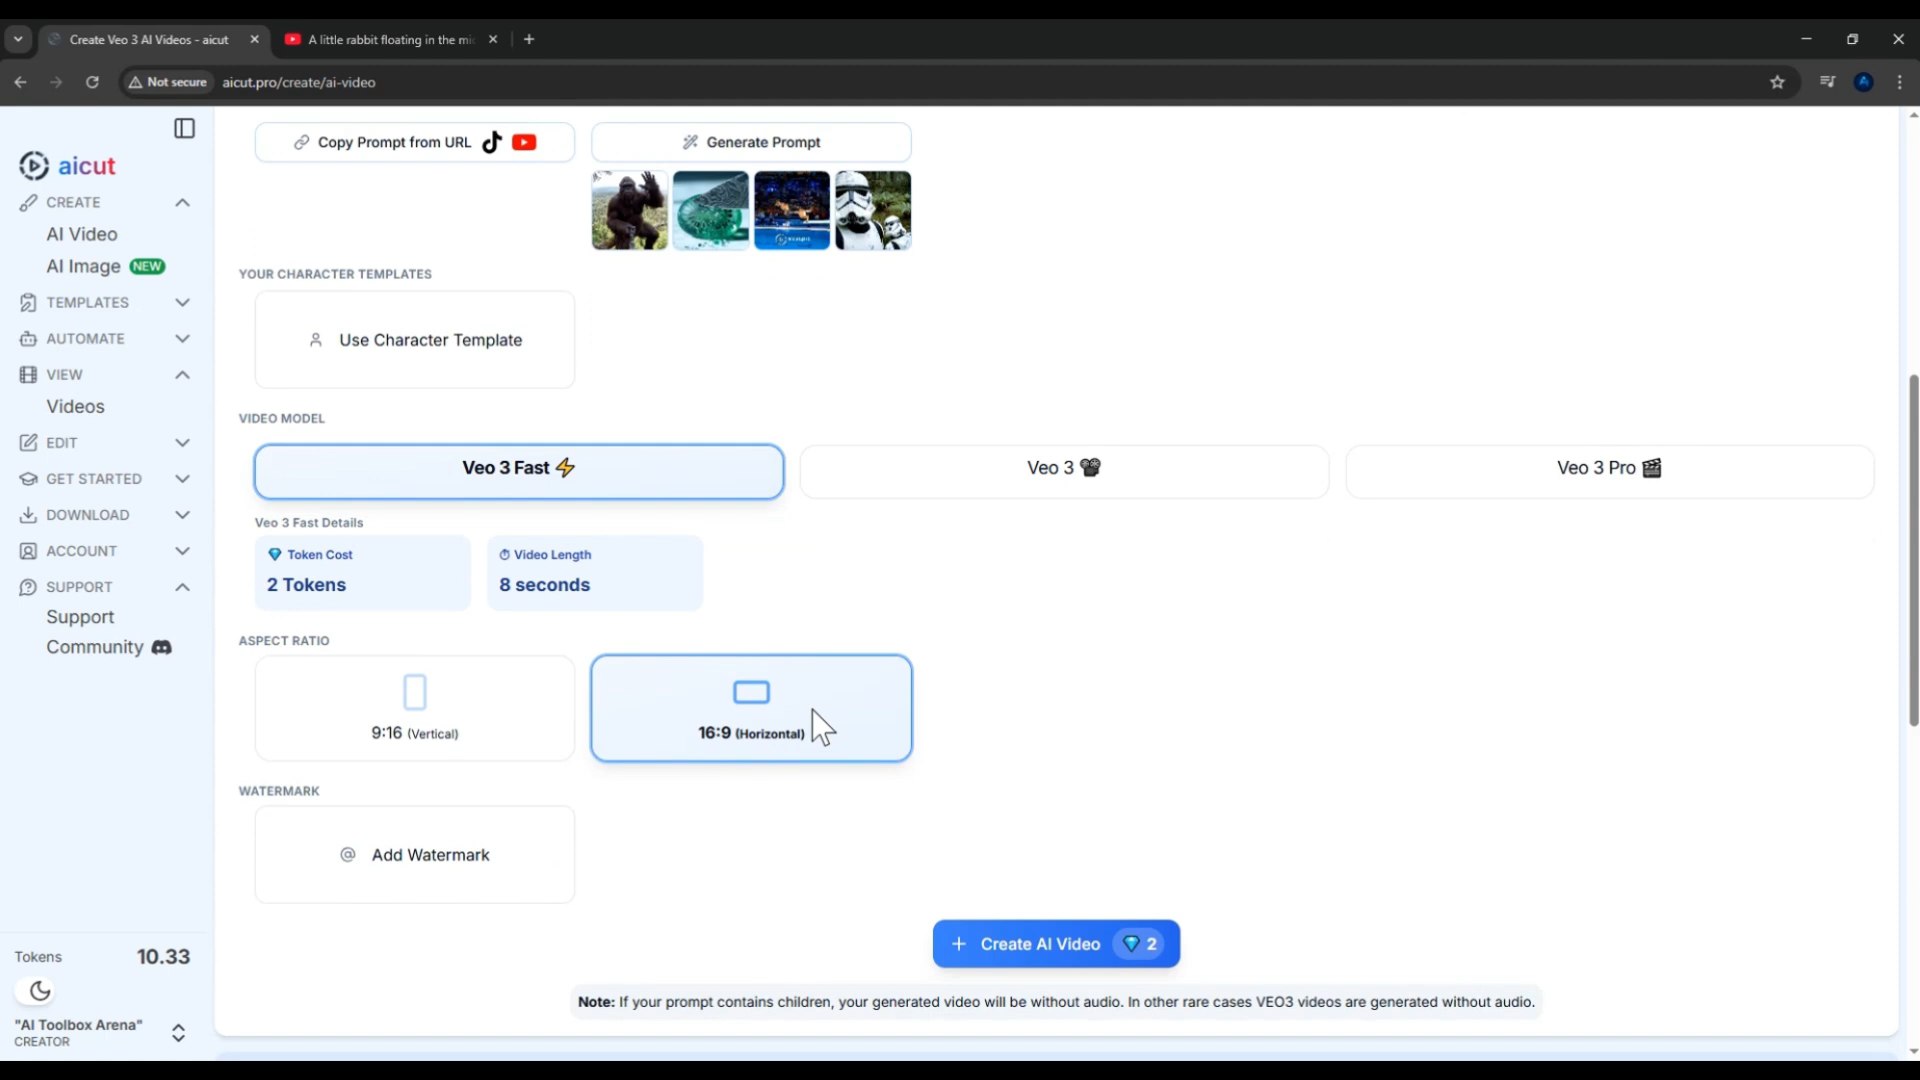 Create Veo 3 AI Videos - aicut
A little rabbit floating in the mi
Not secure
aicut.pro/create/ai-video
aicut
CREATE
AI Video
AI Image NEW
TEMPLATES
AUTOMATE
VIEW
Videos
EDIT
GET STARTED
DOWNLOAD
ACCOUNT
SUPPORT
Support
Community
Tokens 10.33
"AI Toolbox Arena"
CREATOR
Copy Prompt from URL
Generate Prompt
YOUR CHARACTER TEMPLATES
Use Character Template
VIDEO MODEL
Veo 3 Fast
Veo 3
Veo 3 Pro
Veo 3 Fast Details
Token Cost
2 Tokens
Video Length
8 seconds
ASPECT RATIO
9:16 (Vertical)
16:9 (Horizontal)
WATERMARK
@ Add Watermark
+ Create AI Video 2
Note: If your prompt contains children, your generated video will be without audio. In other rare cases VEO3 videos are generated without audio.